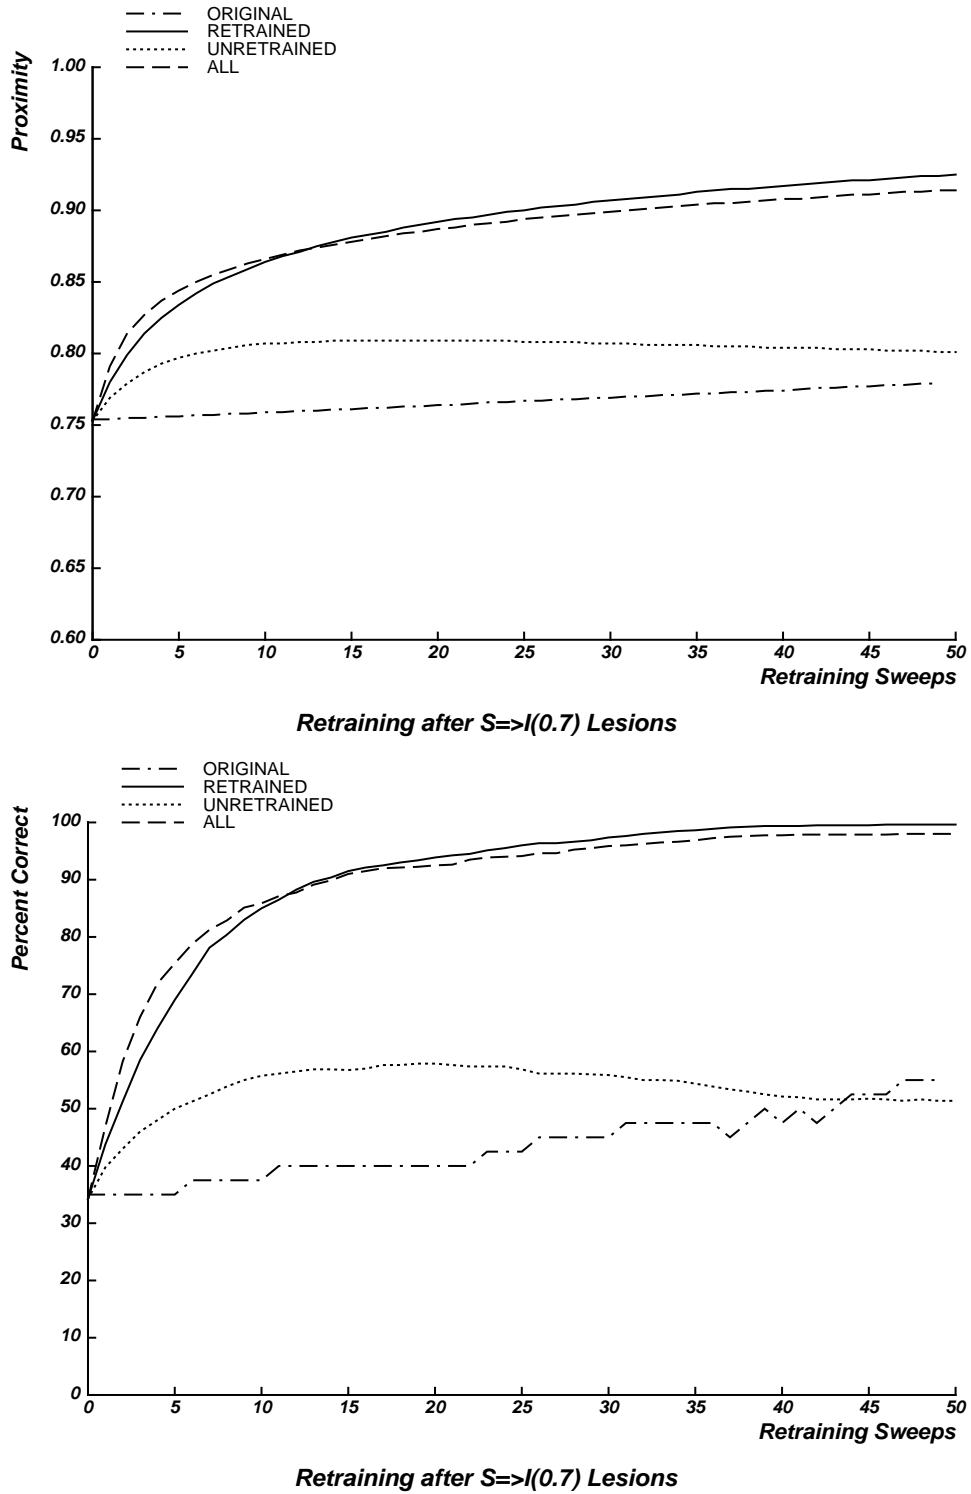 ORIGINAL
RETRAINED
UNRETRAINED
ALL
Proximity
1.00
0.95
0.90
0.85
0.80
0.75
0.70
0.65
0.60
0 5 10 15 20 25 30 35 40 45 50
Retraining Sweeps
Retraining after S=>I(0.7) Lesions
ORIGINAL
RETRAINED
UNRETRAINED
ALL
Percent Correct
100
90
80
70
60
50
40
30
20
10
0
0 5 10 15 20 25 30 35 40 45 50
Retraining Sweeps
Retraining after S=>I(0.7) Lesions